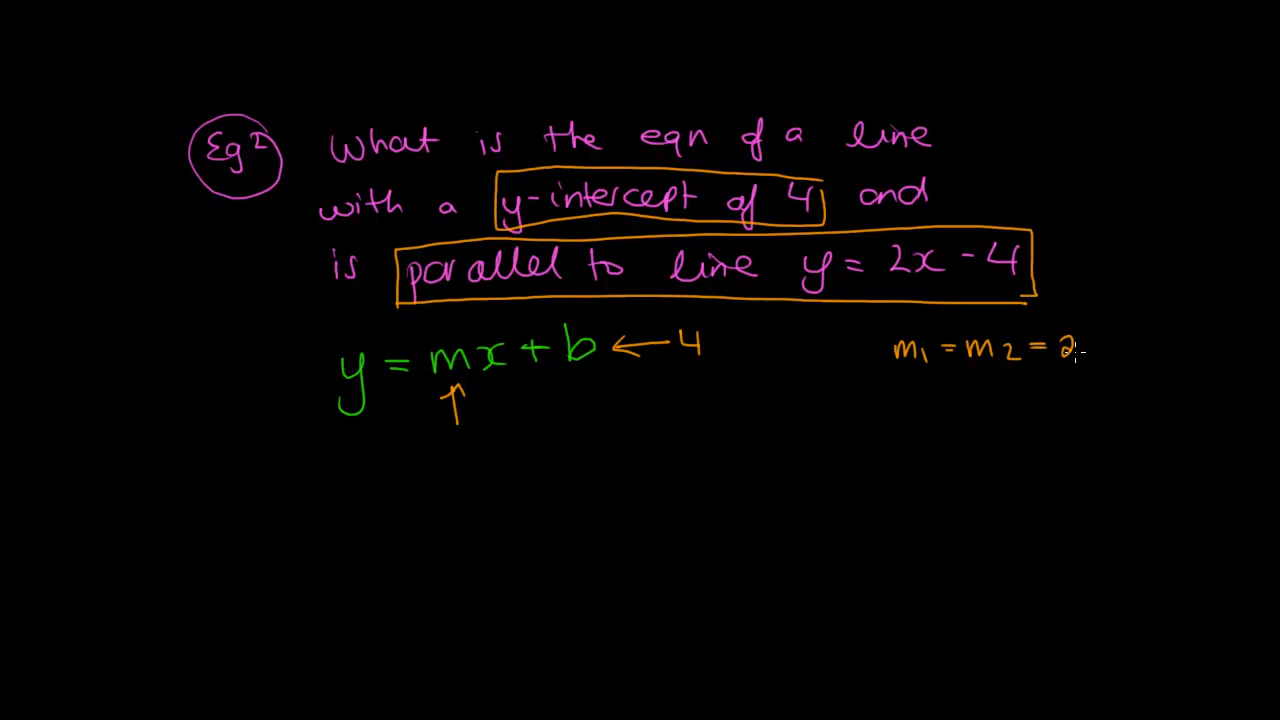 Eg 2 What is the eqn of a line
with a y-intercept of 4 and
is parallel to line y = 2x - 4
y = mx + b ← 4 m₁ = m₂ = 2
↑